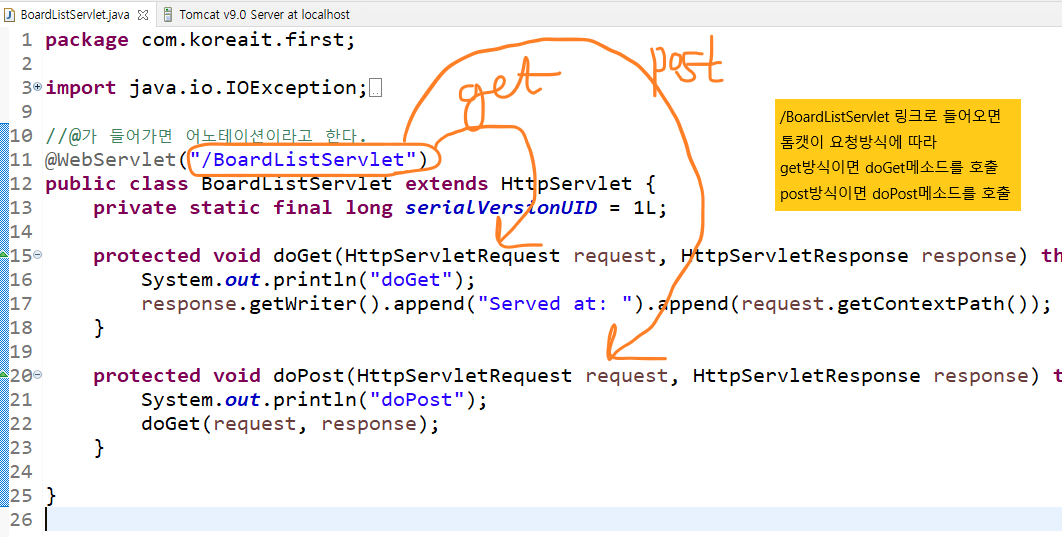 BoardListServlet.java
Tomcat v9.0 Server at localhost
1 package com.koreait.first;
2
3 import java.io.IOException;
9
10 //@가 들어가면 어노테이션이라고 한다.
11 @WebServlet("/BoardListServlet")
12 public class BoardListServlet extends HttpServlet {
13 private static final long serialVersionUID = 1L;
14
15 protected void doGet(HttpServletRequest request, HttpServletResponse response) th
16 System.out.println("doGet");
17 response.getWriter().append("Served at: ").append(request.getContextPath());
18 }
19
20 protected void doPost(HttpServletRequest request, HttpServletResponse response) t
21 System.out.println("doPost");
22 doGet(request, response);
23 }
24
25 }
26
get
post
/BoardListServlet 링크로 들어오면
톰캣이 요청방식에 따라
get방식이면 doGet메소드를 호출
post방식이면 doPost메소드를 호출